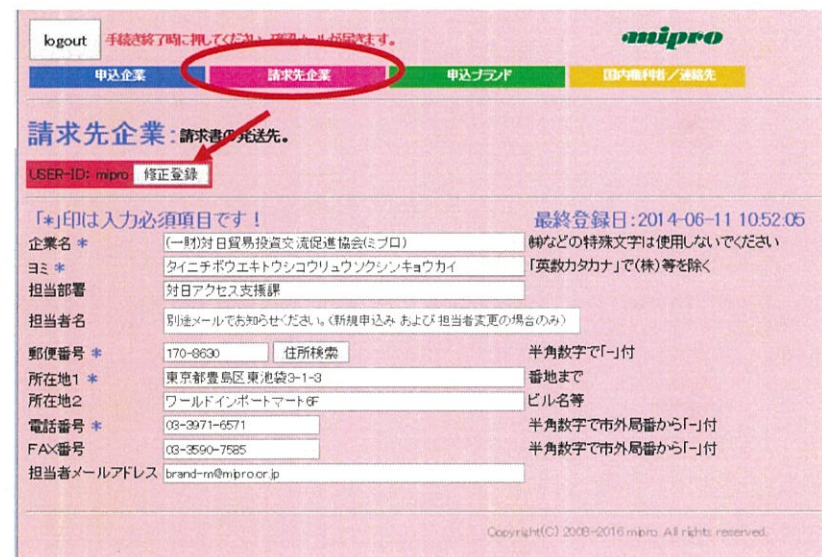 logout 手続き終了時に押してください。確認メールが届きます。 mipro
申込企業 請求先企業 申込ブランド 国内権利者／連絡先
請求先企業:請求書の発送先。
USER-ID: mipro 修正登録
「*」印は入力必須項目です！ 最終登録日:2014-06-11 10:52:05
企業名 * (一財)対日貿易投資交流促進協会(ミプロ) ㈱などの特殊文字は使用しないでください
ヨミ * タイニチボウエキトウシコウリュウソクシンキョウカイ 「英数カタカナ」で(株)等を除く
担当部署 対日アクセス支援課
担当者名 別途メールでお知らせください。(新規申込み および 担当者変更の場合のみ)
郵便番号 * 170-8630 住所検索 半角数字で「-」付
所在地1 * 東京都豊島区東池袋3-1-3 番地まで
所在地2 ワールドインポートマート6F ビル名等
電話番号 * 03-3971-6571 半角数字で市外局番から「-」付
FAX番号 03-3590-7585 半角数字で市外局番から「-」付
担当者メールアドレス brand-m@mipro.or.jp
Copyright(C) 2008-2016 mipro. All rights reserved.